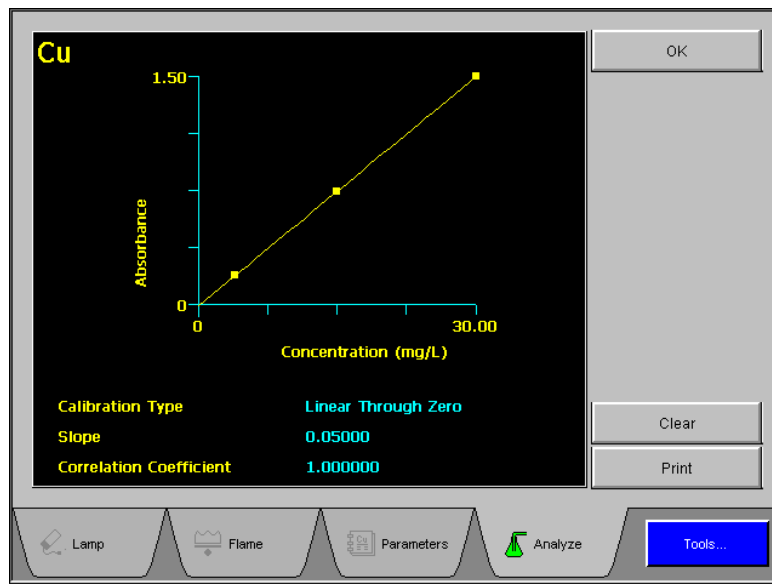 Cu
OK
1.50
Absorbance
0
0
30.00
Concentration (mg/L)
Calibration Type Linear Through Zero
Slope 0.05000
Correlation Coefficient 1.000000
Clear
Print
Lamp
Flame
Parameters
Analyze
Tools...